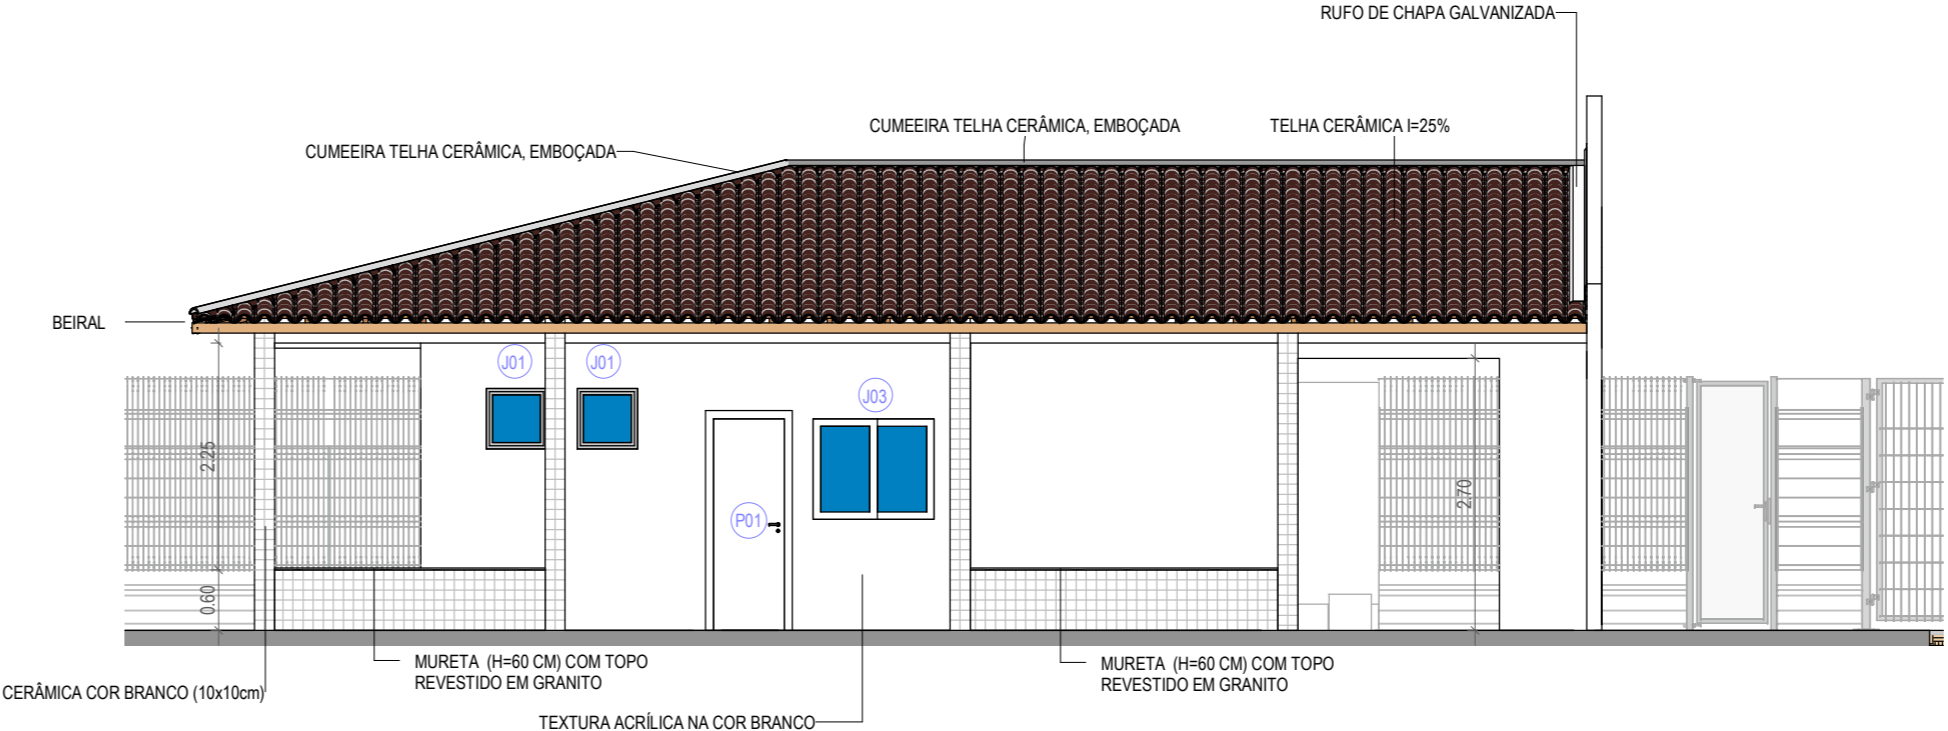 RUFO DE CHAPA GALVANIZADA
CUMEEIRA TELHA CERÂMICA, EMBOÇADA
TELHA CERÂMICA I=25%
CUMEEIRA TELHA CERÂMICA, EMBOÇADA
BEIRAL
J01
J01
J03
2.25
2.70
P01
0.60
MURETA (H=60 CM) COM TOPO
REVESTIDO EM GRANITO
MURETA (H=60 CM) COM TOPO
REVESTIDO EM GRANITO
CERÂMICA COR BRANCO (10x10cm)
TEXTURA ACRÍLICA NA COR BRANCO